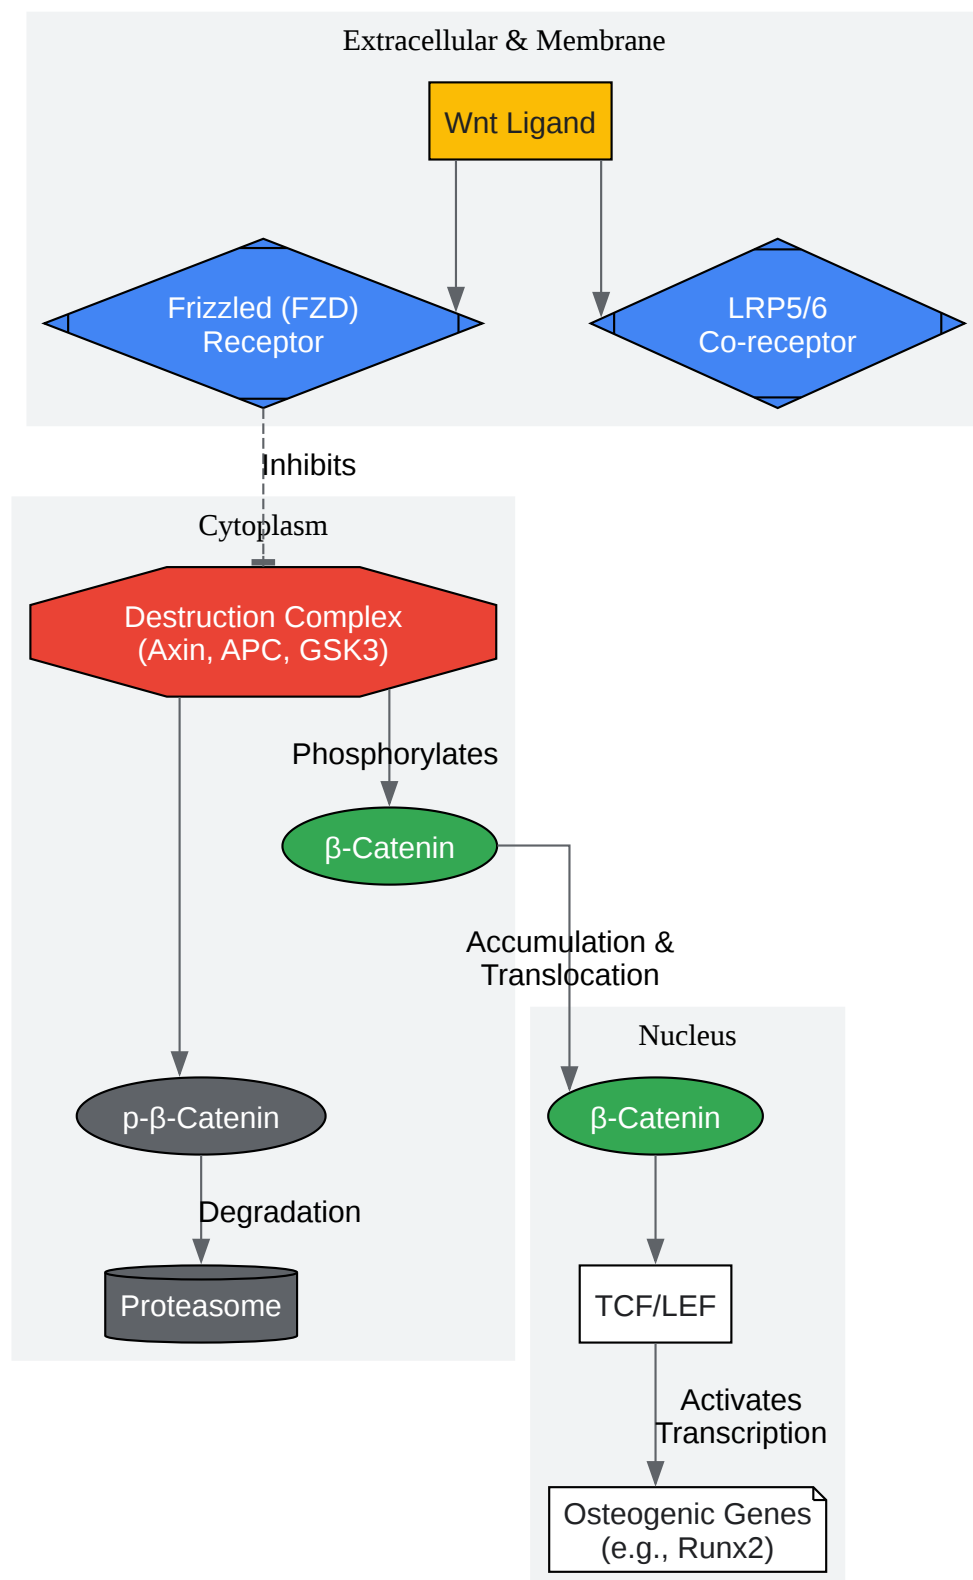 Extracellular & Membrane
Wnt Ligand
Frizzled (FZD)
Receptor
LRP5/6
Co-receptor
Inhibits
Cytoplasm
Destruction Complex
(Axin, APC, GSK3)
Phosphorylates
β-Catenin
Accumulation &
Translocation
Nucleus
p-β-Catenin
β-Catenin
Degradation
Proteasome
TCF/LEF
Activates
Transcription
Osteogenic Genes
(e.g., Runx2)